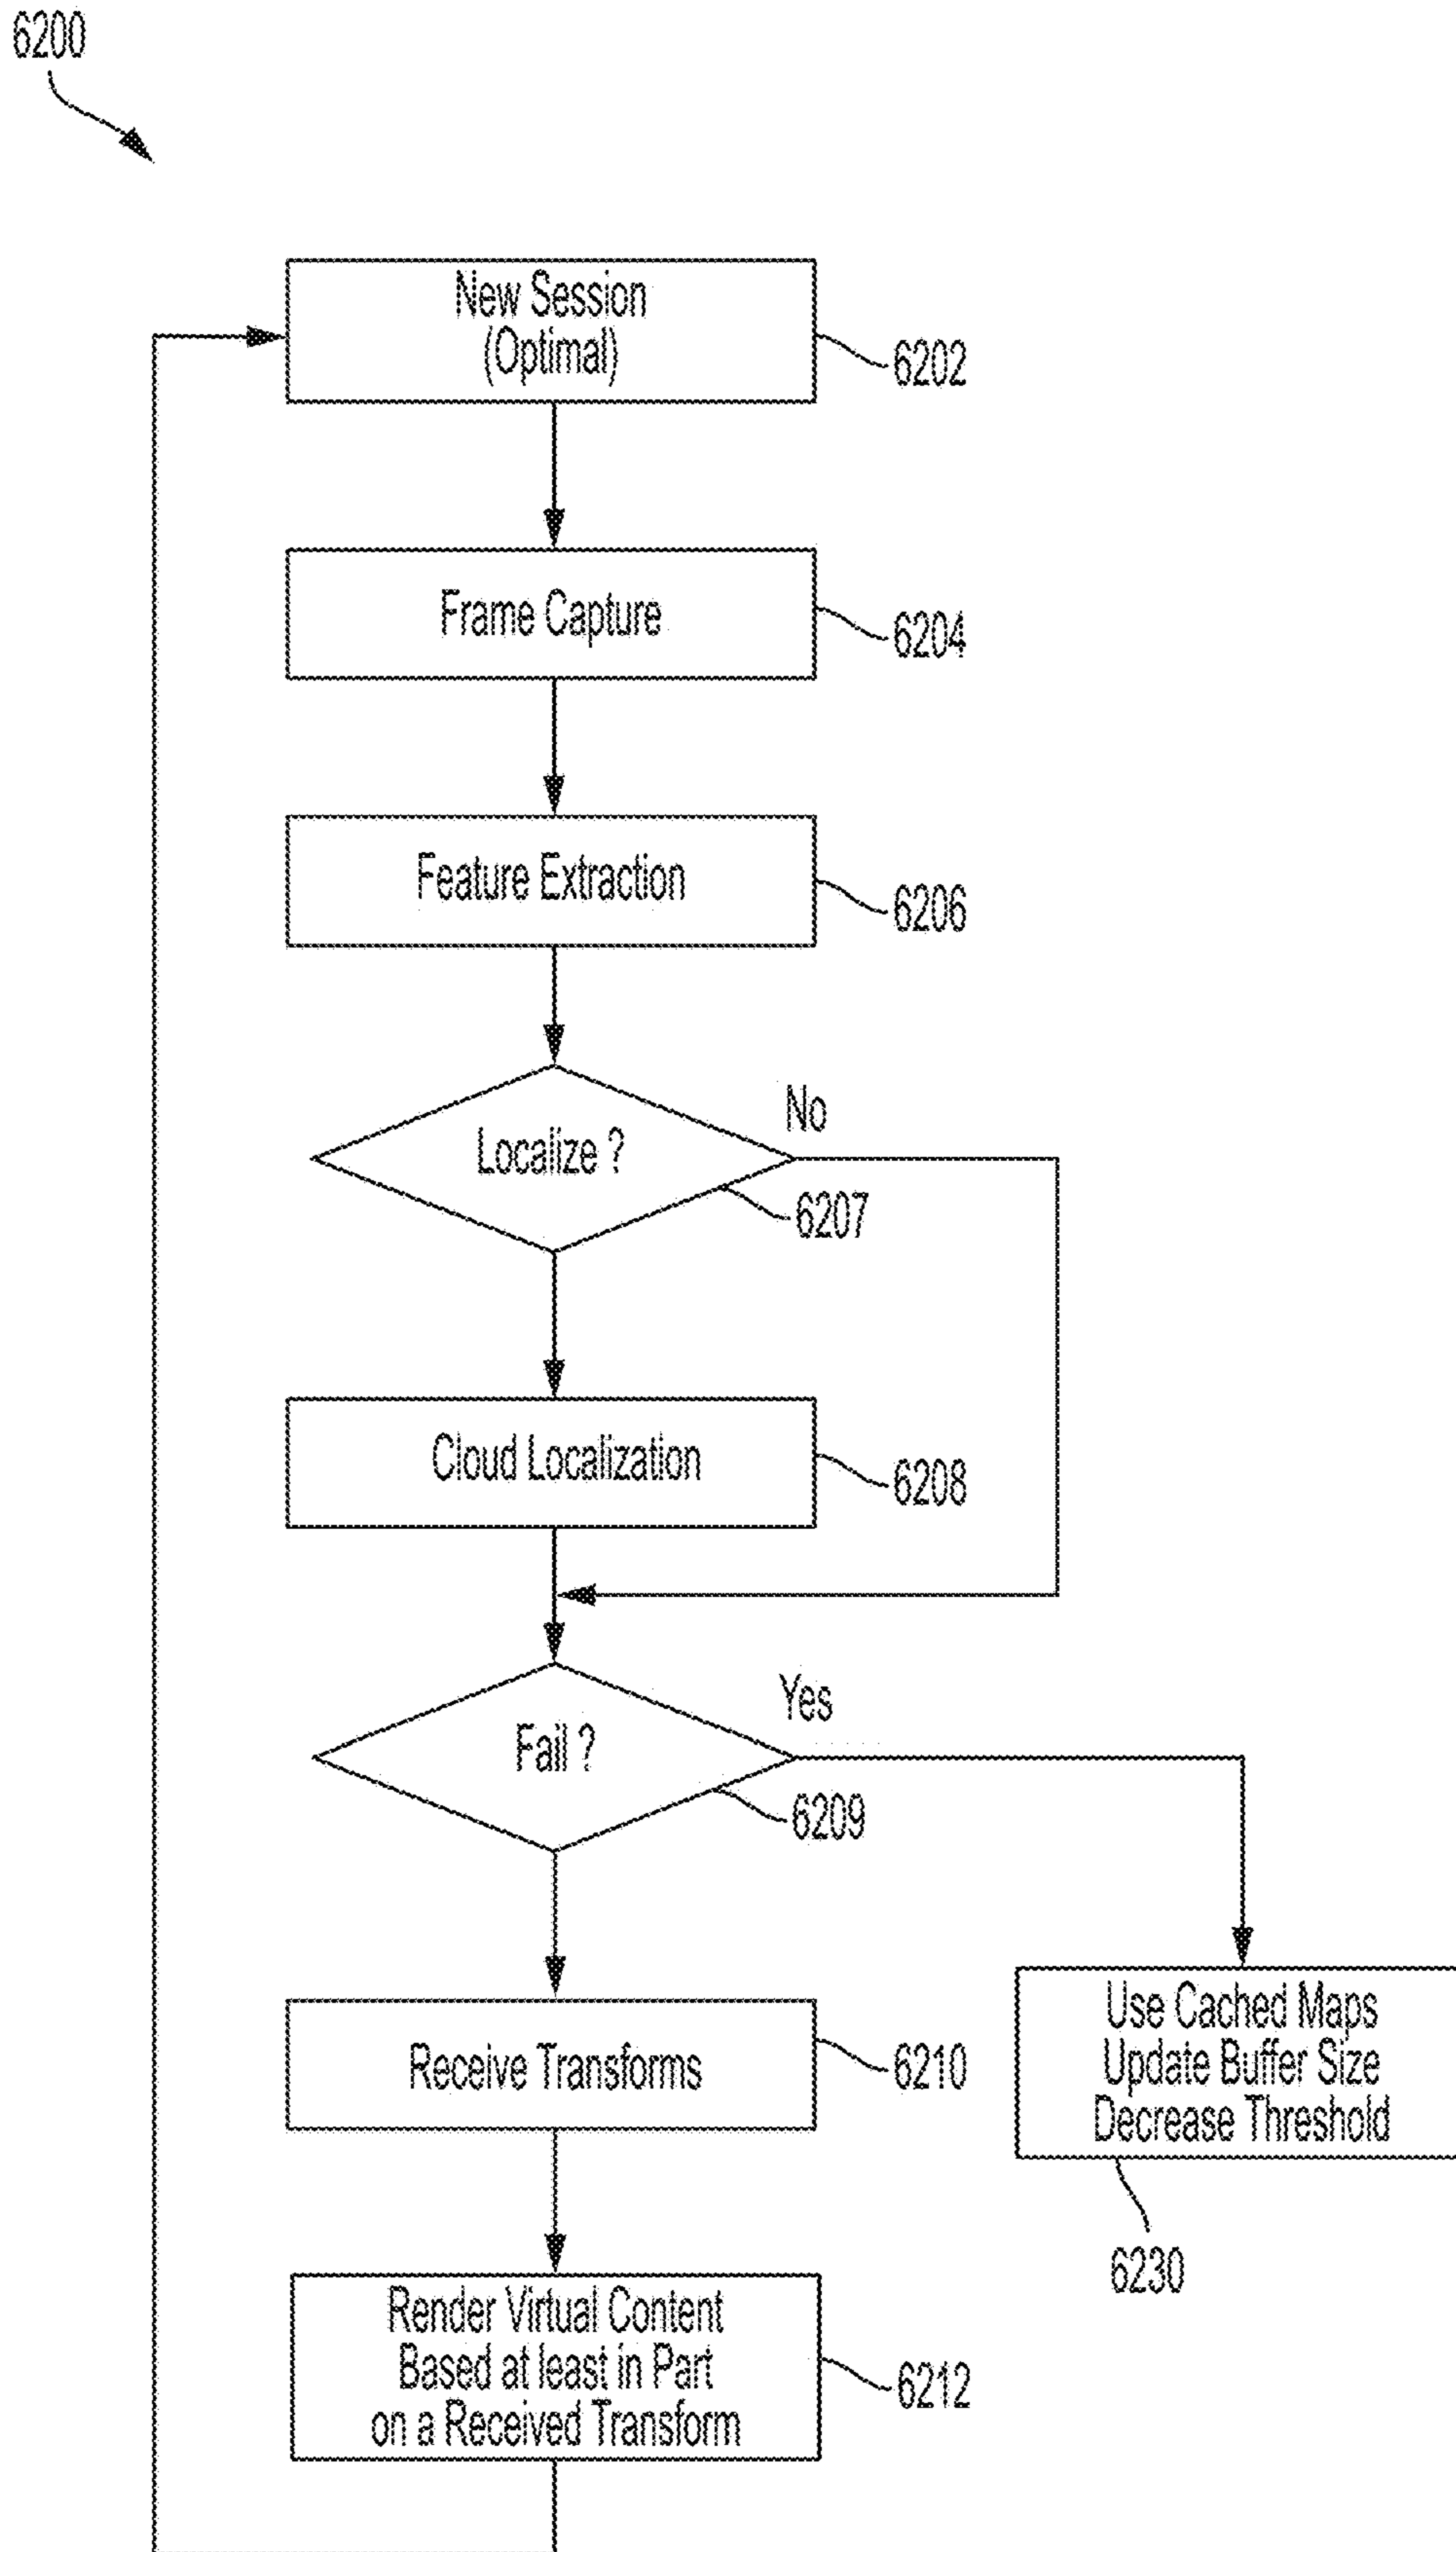 6200
New Session
(Optimal)
6202
Frame Capture
6204
Feature Extraction
6206
No
Localize ?
6207
Cloud Localization
6208
Yes
Fail ?
6209
Receive Transforms
6210
Use Cached Maps
Update Buffer Size
Decrease Threshold
6230
Render Virtual Content
Based at least in Part
on a Received Transform
6212